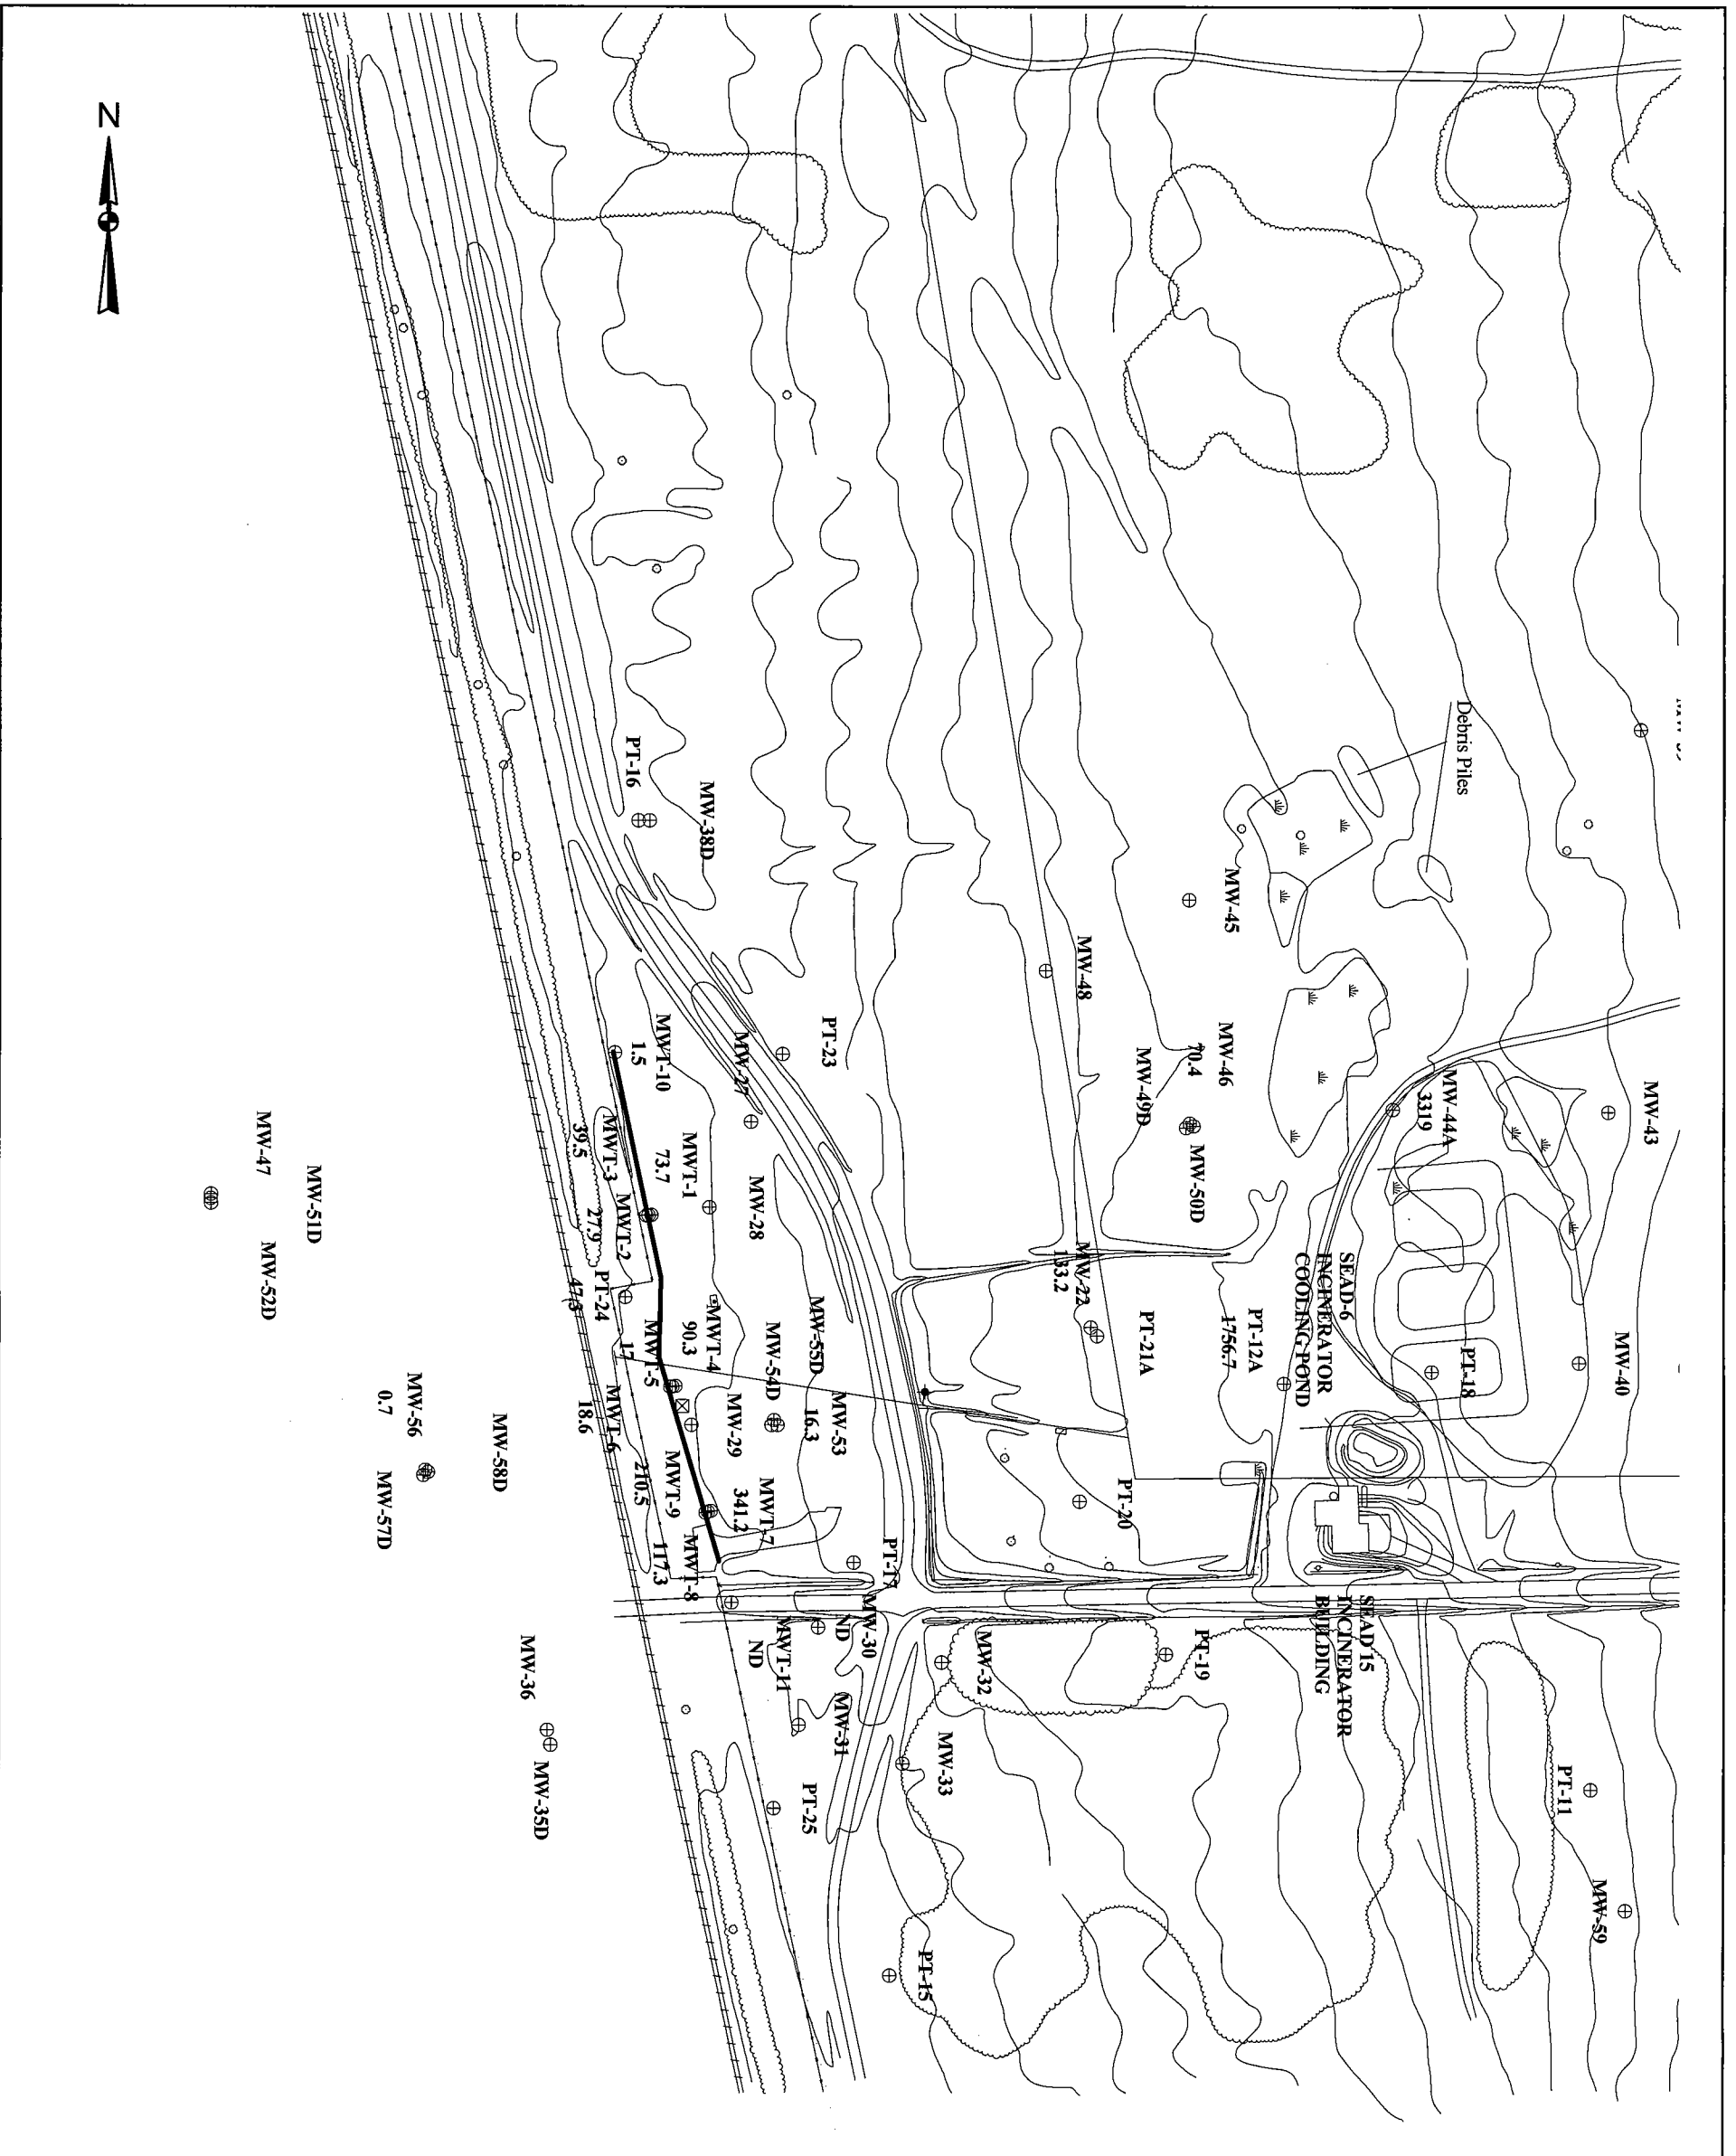 N
MW-43
MW-44A
3319
MW-40
PT-18
SEAD-6
INCINERATOR
COOLING POND
SEAD 15
INCINERATOR
BUILDING
PT-11
MW-59
Debris Piles
MW-45
MW-46
70.4
MW-50D
MW-49D
PT-12A
1756.7
PT-21A
PT-20
PT-19
MW-48
MW-22
133.2
MW-32
MW-33
PT-15
PT-23
PT-17
MW-55D
MW-53
16.3
MW-54D
MW-30
ND
MW-31
PT-25
MW-38D
PT-16
MW-27
MW-28
MW-29
MWT-7
341.2
MWT-11
ND
MWT-10
1.5
MWT-1
73.7
MWT-4
90.3
MWT-3
39.5
MWT-2
27.9
PT-24
47.3
MWT-5
17
MWT-6
18.6
MWT-9
210.5
MWT-8
117.3
MW-58D
MW-36
MW-35D
MW-56
0.7
MW-57D
MW-51D
MW-47
MW-52D